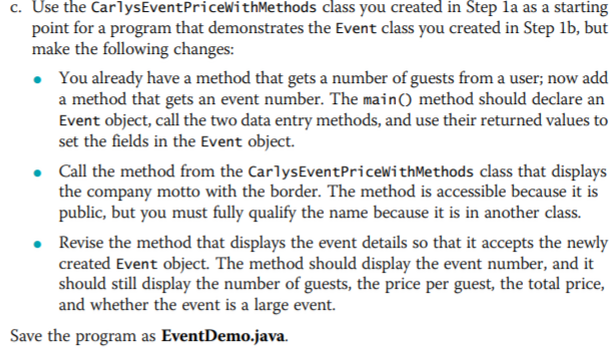 c. Use the CarlysEventPriceWithMethods class you created in Step 1a as a starting
point for a program that demonstrates the Event class you created in Step 1b, but
make the following changes:
• You already have a method that gets a number of guests from a user; now add
a method that gets an event number. The main() method should declare an
Event object, call the two data entry methods, and use their returned values to
set the fields in the Event object.
• Call the method from the CarlysEventPriceWithMethods class that displays
the company motto with the border. The method is accessible because it is
public, but you must fully qualify the name because it is in another class.
• Revise the method that displays the event details so that it accepts the newly
created Event object. The method should display the event number, and it
should still display the number of guests, the price per guest, the total price,
and whether the event is a large event.
Save the program as EventDemo.java.